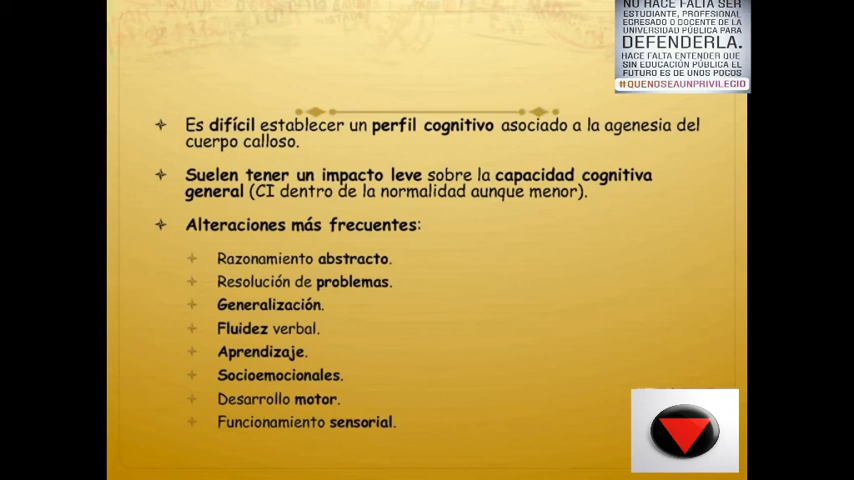 NO HACE FALTA SER
ESTUDIANTE, PROFESIONAL
EGRESADO O DOCENTE DE LA
UNIVERSIDAD PÚBLICA PARA
DEFENDERLA.
HACE FALTA ENTENDER QUE
SIN EDUCACIÓN PÚBLICA EL
FUTURO ES DE UNOS POCOS
#QUENOSEAUNPRIVILEGIO
Es difícil establecer un perfil cognitivo asociado a la agenesia del
cuerpo calloso.
Suelen tener un impacto leve sobre la capacidad cognitiva
general (CI dentro de la normalidad aunque menor).
Alteraciones más frecuentes:
Razonamiento abstracto.
Resolución de problemas.
Generalización.
Fluidez verbal.
Aprendizaje.
Socioemocionales.
Desarrollo motor.
Funcionamiento sensorial.